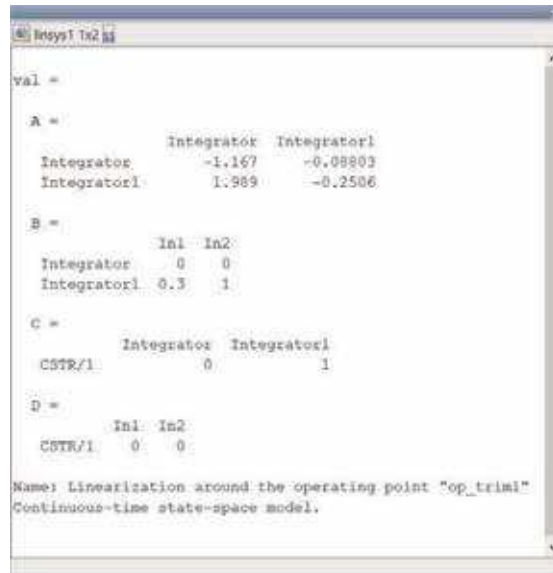 linsys1 1x2
val =
A =
Integrator Integrator1
Integrator -1.167 -0.08803
Integrator1 1.989 -0.2506
B =
In1 In2
Integrator 0 0
Integrator1 0.3 1
C =
Integrator Integrator1
CSTR/1 0 1
D =
In1 In2
CSTR/1 0 0
Name: Linearization around the operating point "op_trim1"
Continuous-time state-space model.